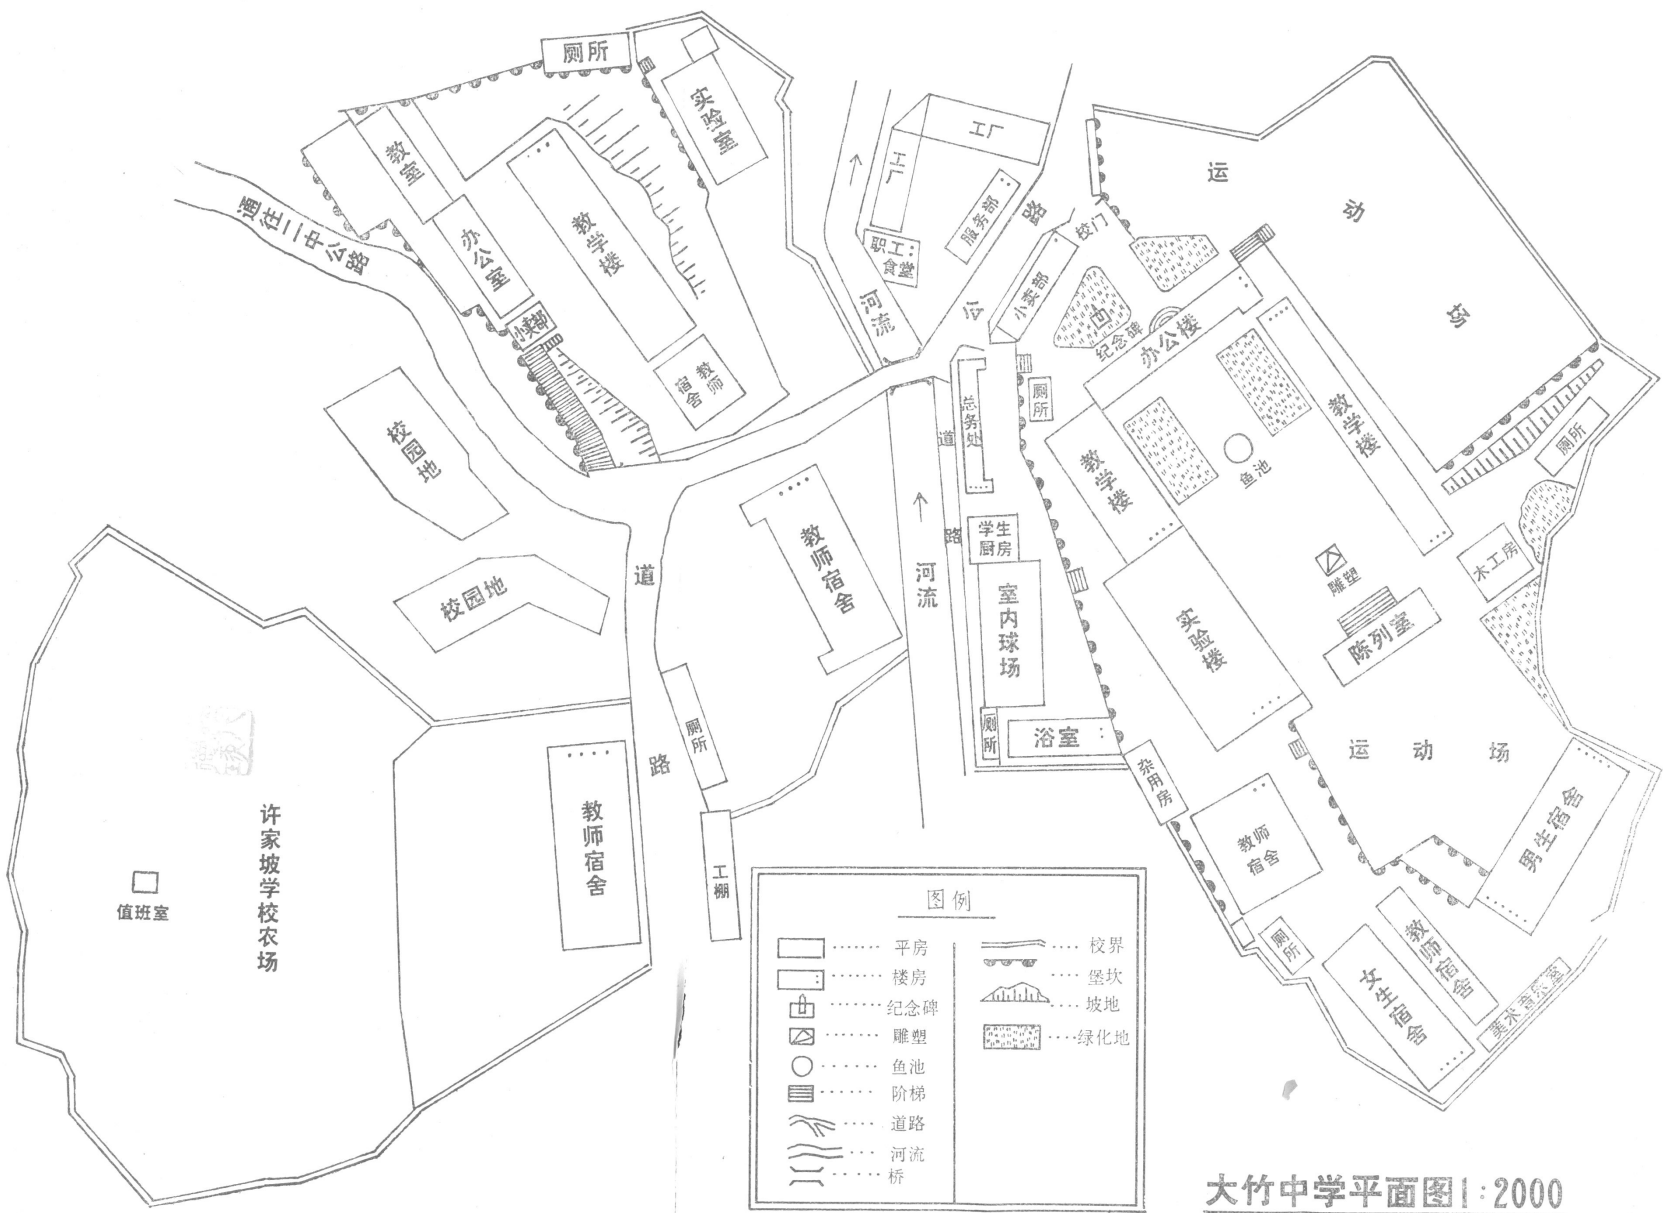 厕所
实验室
教室
工厂
工厂
运动场
通往二中公路
办公室
教学楼
服务部
公路
校门
职工食堂
小卖部
河流
小卖部
纪念碑
办公楼
教师宿舍
总务处
厕所
教学楼
厕所
校园地
道路
教学楼
鱼池
教师宿舍
学生厨房
木工房
校园地
道路
河流
室内球场
雕塑
实验楼
陈列室
厕所
厕所
浴室
运动场
杂用房
男生宿舍
许家坡学校农场
教师宿舍
教师宿舍
值班室
工棚
厕所
教师宿舍
女生宿舍
美术音乐室
图例
平房
楼房
纪念碑
雕塑
鱼池
阶梯
道路
河流
桥
校界
堡坎
坡地
绿化地
大竹中学平面图1:2000